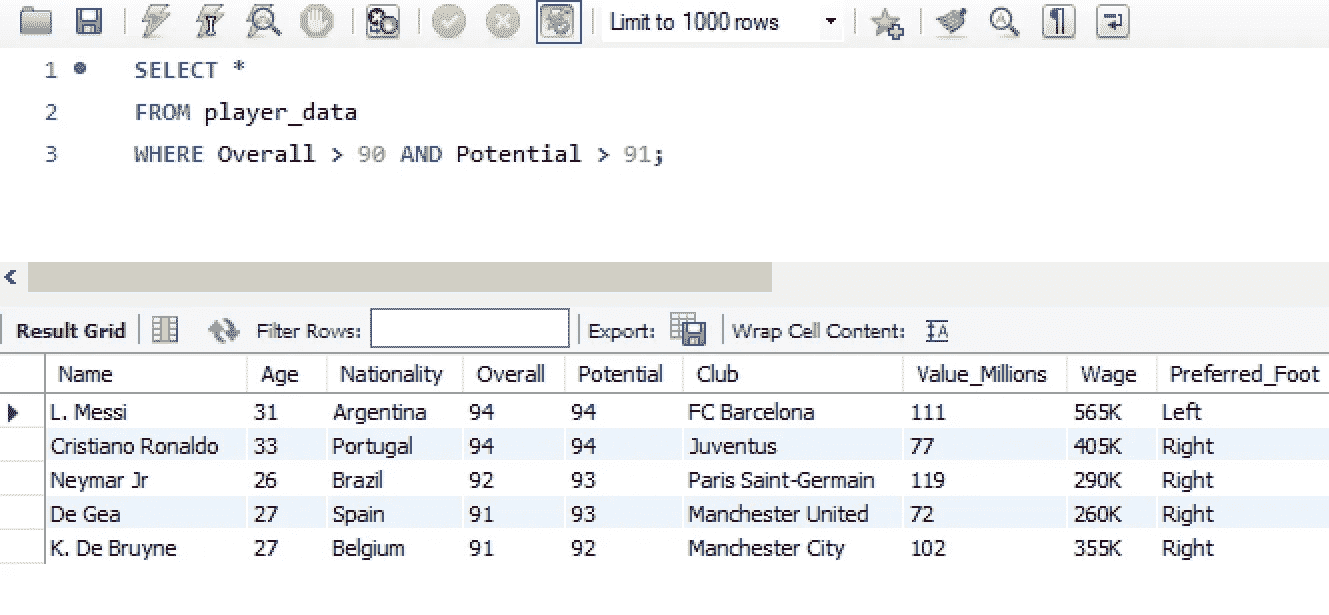 Limit to 1000 rows
1 SELECT *
2 FROM player_data
3 WHERE Overall > 90 AND Potential > 91;
Result Grid Filter Rows: Export: Wrap Cell Content:
Name Age Nationality Overall Potential Club Value_Millions Wage Preferred_Foot
L. Messi 31 Argentina 94 94 FC Barcelona 111 565K Left
Cristiano Ronaldo 33 Portugal 94 94 Juventus 77 405K Right
Neymar Jr 26 Brazil 92 93 Paris Saint-Germain 119 290K Right
De Gea 27 Spain 91 93 Manchester United 72 260K Right
K. De Bruyne 27 Belgium 91 92 Manchester City 102 355K Right